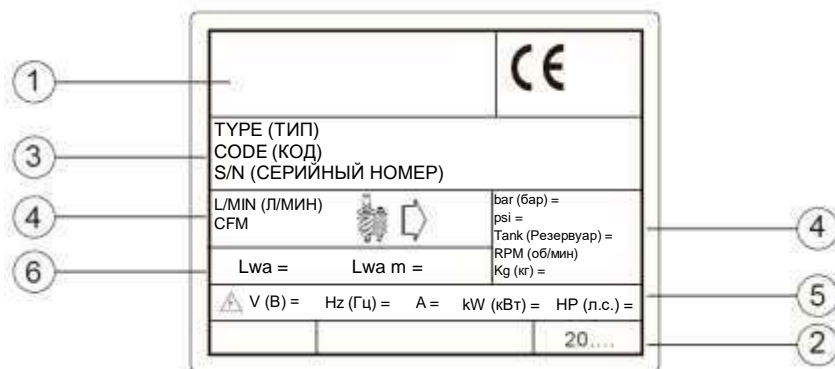 1
CE
TYPE (ТИП)
3
CODE (КОД)
S/N (СЕРИЙНЫЙ НОМЕР)
4
L/MIN (Л/МИН)
CFM
bar (бар) =
psi =
Tank (Резервуар) =
RPM (об/мин)
Kg (кг) =
4
6
Lwa = Lwa m =
V (В) = Hz (Гц) = A = kW (кВт) = HP (л.с.) =
5
20....
2